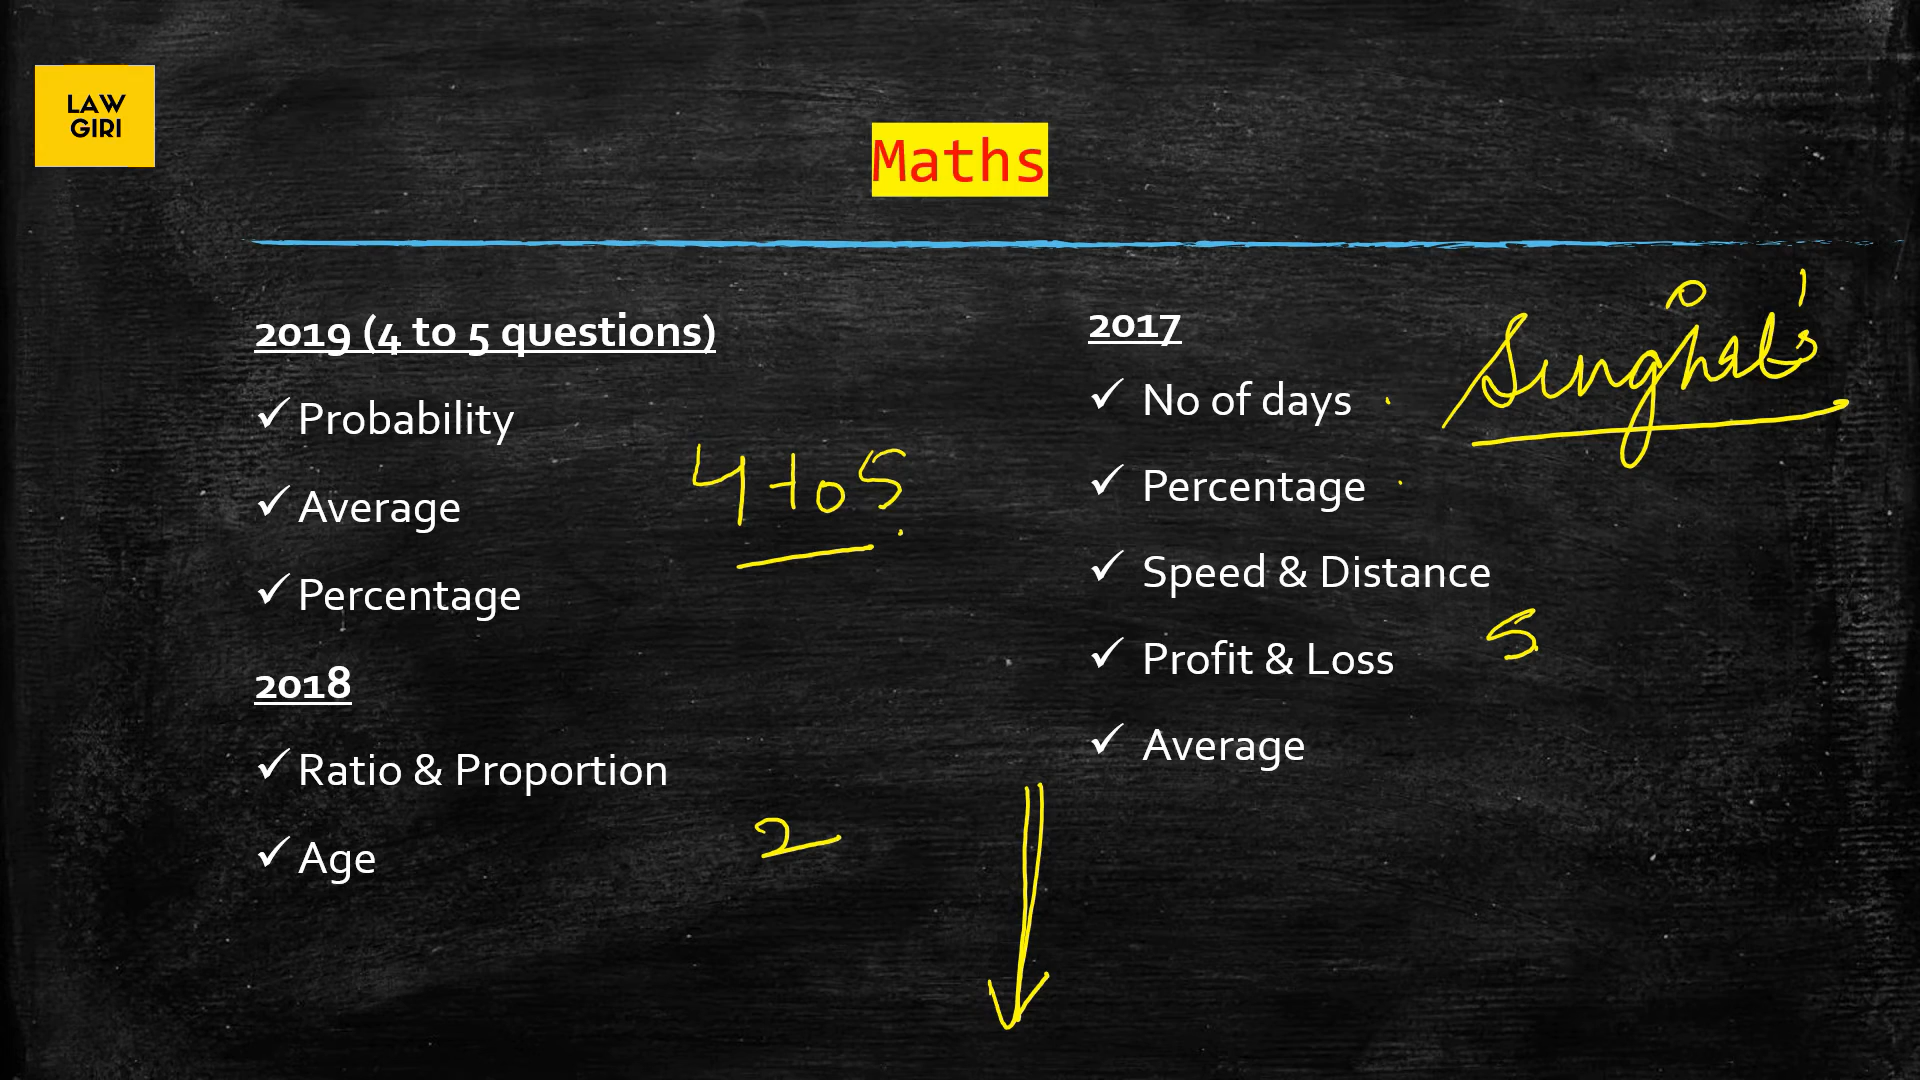 LAW
GIRI
Maths
2019 (4 to 5 questions)
✓ Probability
✓ Average
✓ Percentage
4 to 5
2018
✓ Ratio & Proportion
✓ Age
2
2017
✓ No of days
✓ Percentage
✓ Speed & Distance
✓ Profit & Loss
✓ Average
5
Singhal's